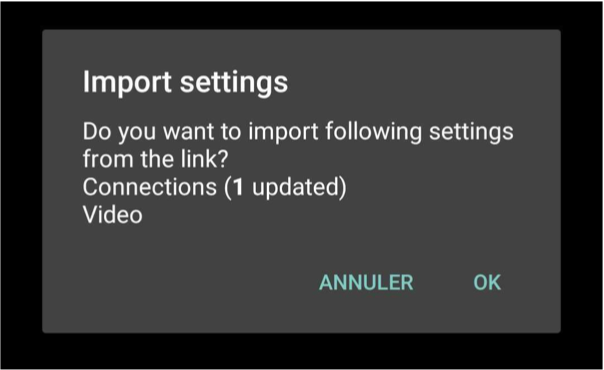 Import settings
Do you want to import following settings
from the link?
Connections (1 updated)
Video
ANNULER OK